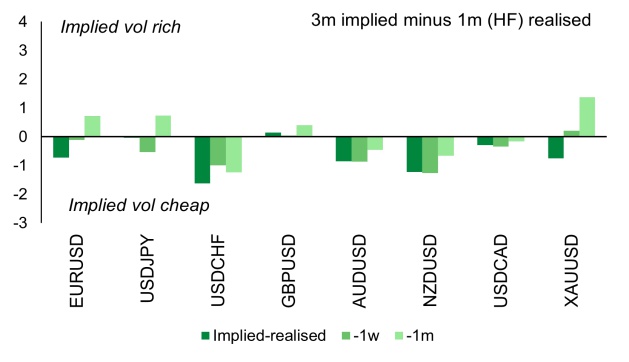 3m implied minus 1m (HF) realised
Implied vol rich
4
3
2
1
0
-1
-2
-3
Implied vol cheap
EURUSD
USDJPY
USDCHF
GBPUSD
AUDUSD
NZDUSD
USDCAD
XAUUSD
Implied-realised -1w -1m